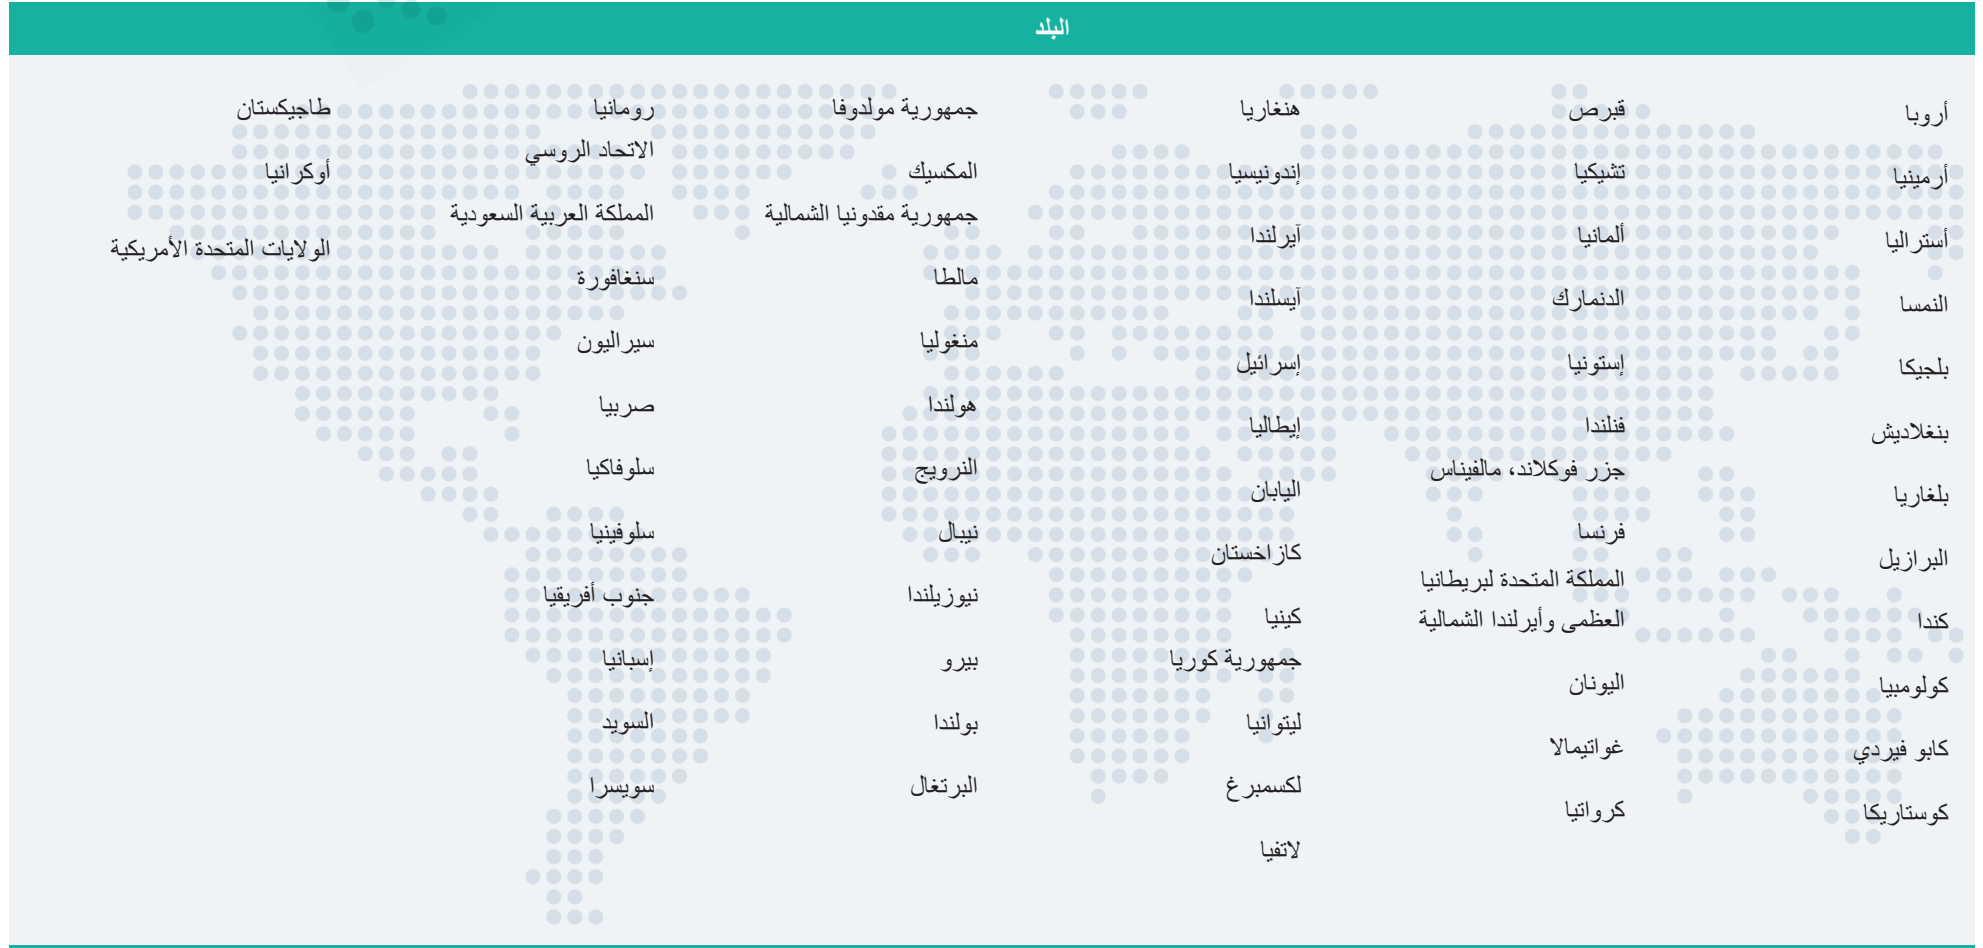 البلد
أروبا
أرمينيا
أستراليا
النمسا
بلجيكا
بنغلاديش
بلغاريا
البرازيل
كندا
كولومبيا
كابو فيردي
كوستاريكا
قبرص
تشيكيا
ألمانيا
الدنمارك
إستونيا
فنلندا
جزر فوكلاند، مالفيناس
فرنسا
المملكة المتحدة لبريطانيا
العظمى وأيرلندا الشمالية
اليونان
غواتيمالا
كرواتيا
هنغاريا
إندونيسيا
آيرلندا
آيسلندا
إسرائيل
إيطاليا
اليابان
كازاخستان
كينيا
جمهورية كوريا
ليتوانيا
لكسمبرغ
لاتفيا
جمهورية مولدوفا
المكسيك
جمهورية مقدونيا الشمالية
مالطا
منغوليا
هولندا
النرويج
نيبال
نيوزيلندا
بيرو
بولندا
البرتغال
رومانيا
الاتحاد الروسي
المملكة العربية السعودية
سنغافورة
سيراليون
صربيا
سلوفاكيا
سلوفينيا
جنوب أفريقيا
إسبانيا
السويد
سويسرا
طاجيكستان
أوكرانيا
الولايات المتحدة الأمريكية